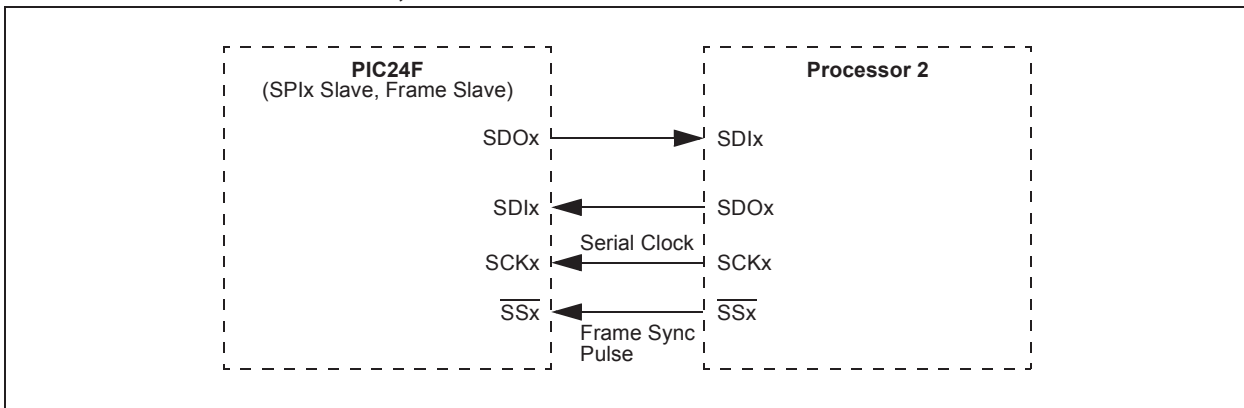 PIC24F
(SPIx Slave, Frame Slave)
Processor 2
SDOx
SDIx
SDIx
SDOx
Serial Clock
SCKx
SCKx
SSx
SSx
Frame Sync
Pulse